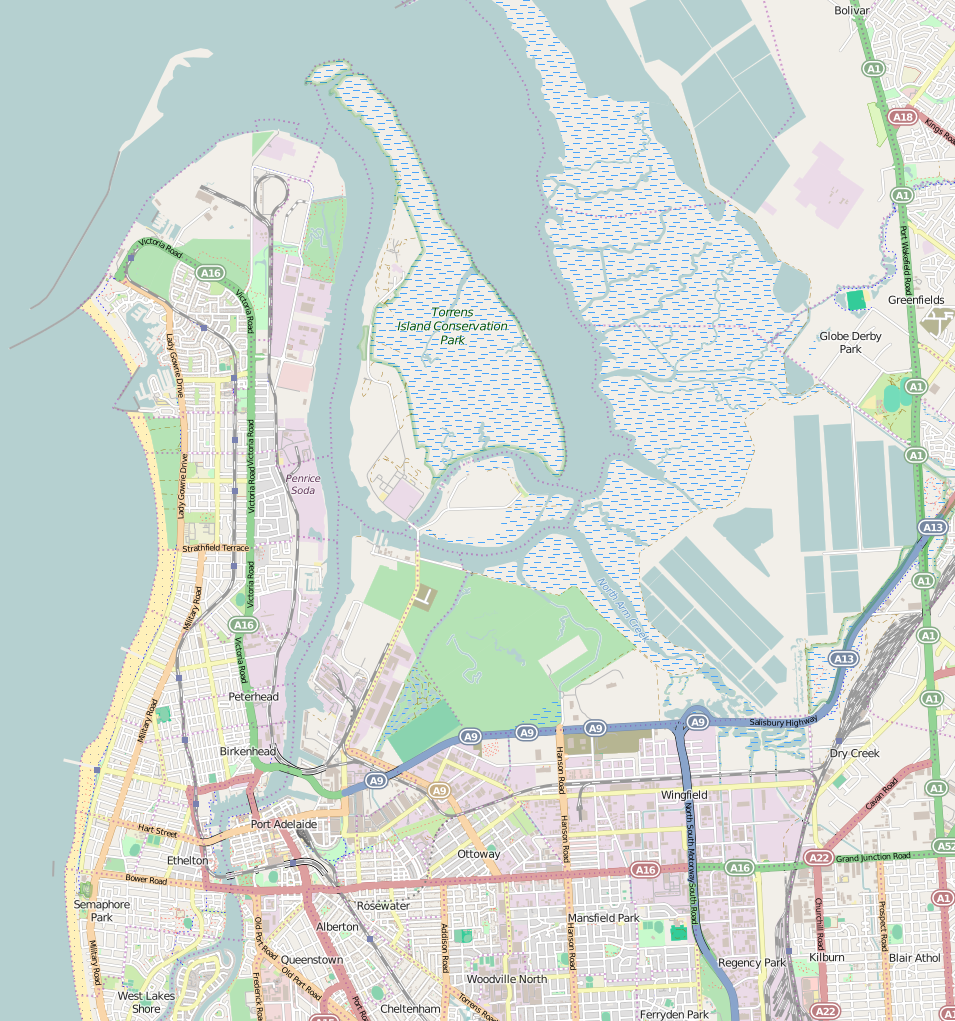 Bolivar
A1
A18
Kings Road
A1
Port Wakefield Road
Victoria Road
A16
Victoria Road
Greenfields
Torrens
Island Conservation
Park
Globe Derby
Park
Lady Gowrie Drive
A1
Victoria Road
Victoria Road
A1
Lady Gowrie Drive
Penrice
Soda
A13
Strathfield Terrace
Victoria Road
A1
North Arm Creek
Military Road
A16
A1
Victoria Road
A13
Peterhead
A1
Military Road
Salisbury Highway
A9
A9
A9
A9
Birkenhead
Dry Creek
Hanson Road
A9
A9
A1
Wingfield
Cavan Road
Port Adelaide
Hart Street
Hanson Road
North South Motorway
South Road
Ottoway
A22
Grand Junction Road
A52
Ethelton
A16
A16
Bower Road
A1
Semaphore
Park
Rosewater
Mansfield Park
Churchill Road
Prospect Road
Alberton
Old Port Road
Addison Road
Hanson Road
Military Road
Queenstown
Regency Park
Kilburn
Blair Athol
Old Port Road
Woodville North
West Lakes
Shore
Frederick Road
Port Road
Cheltenham
Torrens Road
Ferryden Park
A22
A1